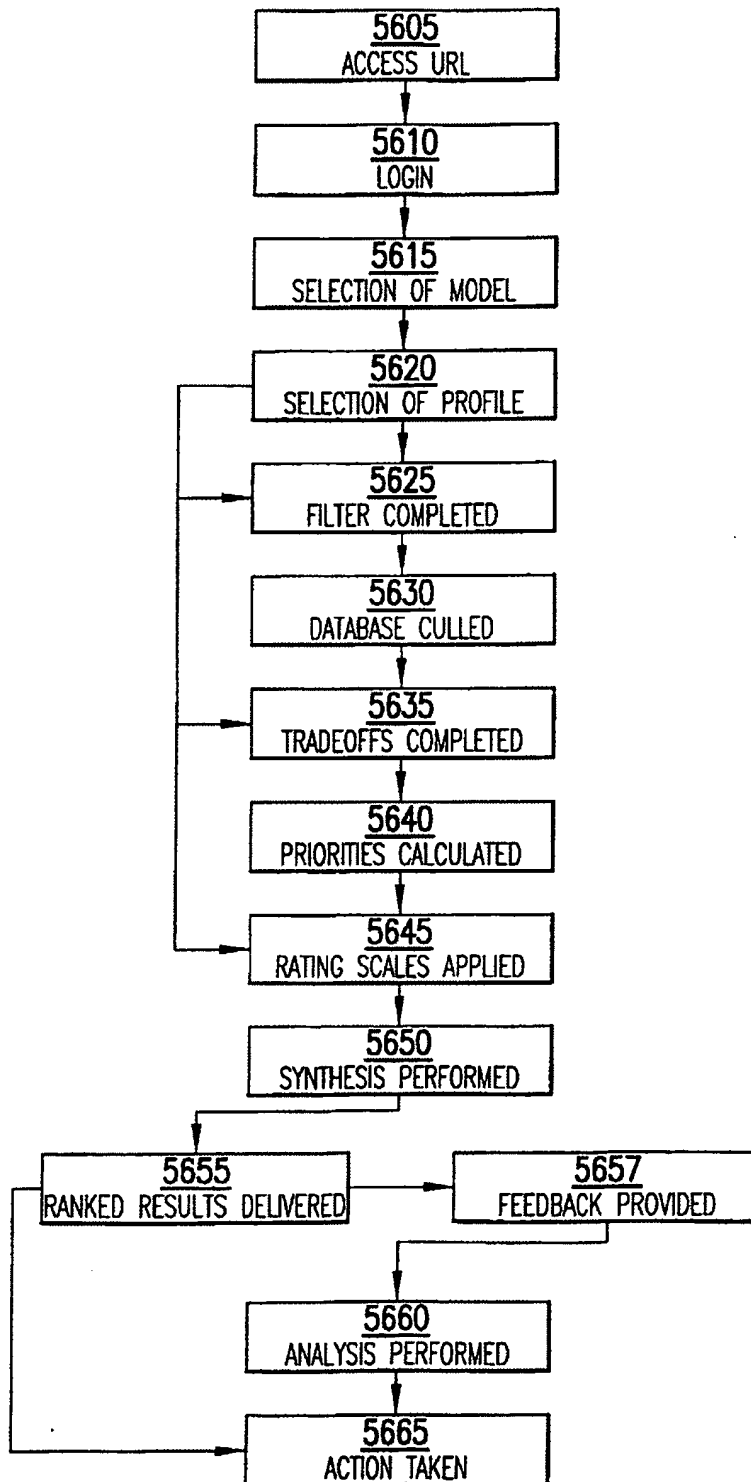 5605
ACCESS URL
5610
LOGIN
5615
SELECTION OF MODEL
5620
SELECTION OF PROFILE
5625
FILTER COMPLETED
5630
DATABASE CULLED
5635
TRADEOFFS COMPLETED
5640
PRIORITIES CALCULATED
5645
RATING SCALES APPLIED
5650
SYNTHESIS PERFORMED
5655
RANKED RESULTS DELIVERED
5657
FEEDBACK PROVIDED
5660
ANALYSIS PERFORMED
5665
ACTION TAKEN